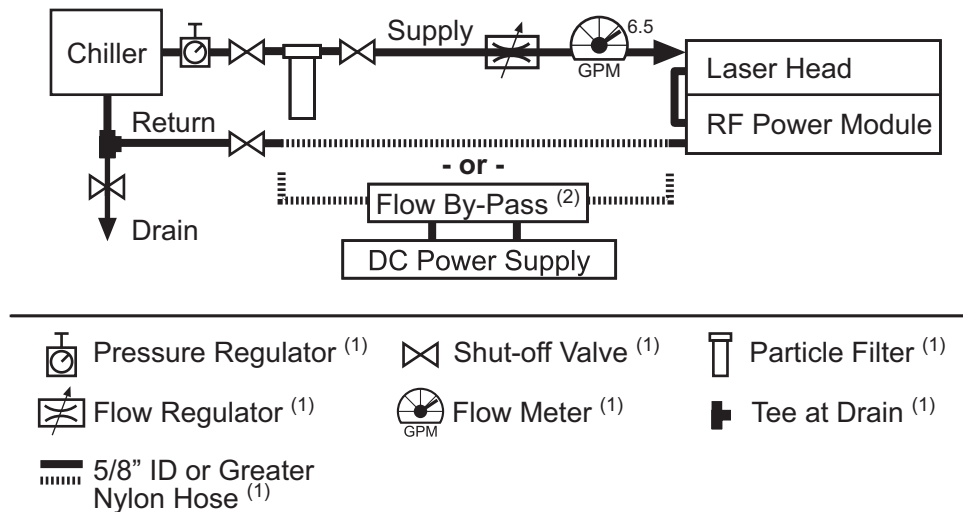 Chiller
Supply
6.5
GPM
Laser Head
RF Power Module
Return
- or -
Flow By-Pass (2)
DC Power Supply
Drain
Pressure Regulator (1)
Shut-off Valve (1)
Particle Filter (1)
Flow Regulator (1)
GPM
Flow Meter (1)
Tee at Drain (1)
5/8” ID or Greater
Nylon Hose (1)